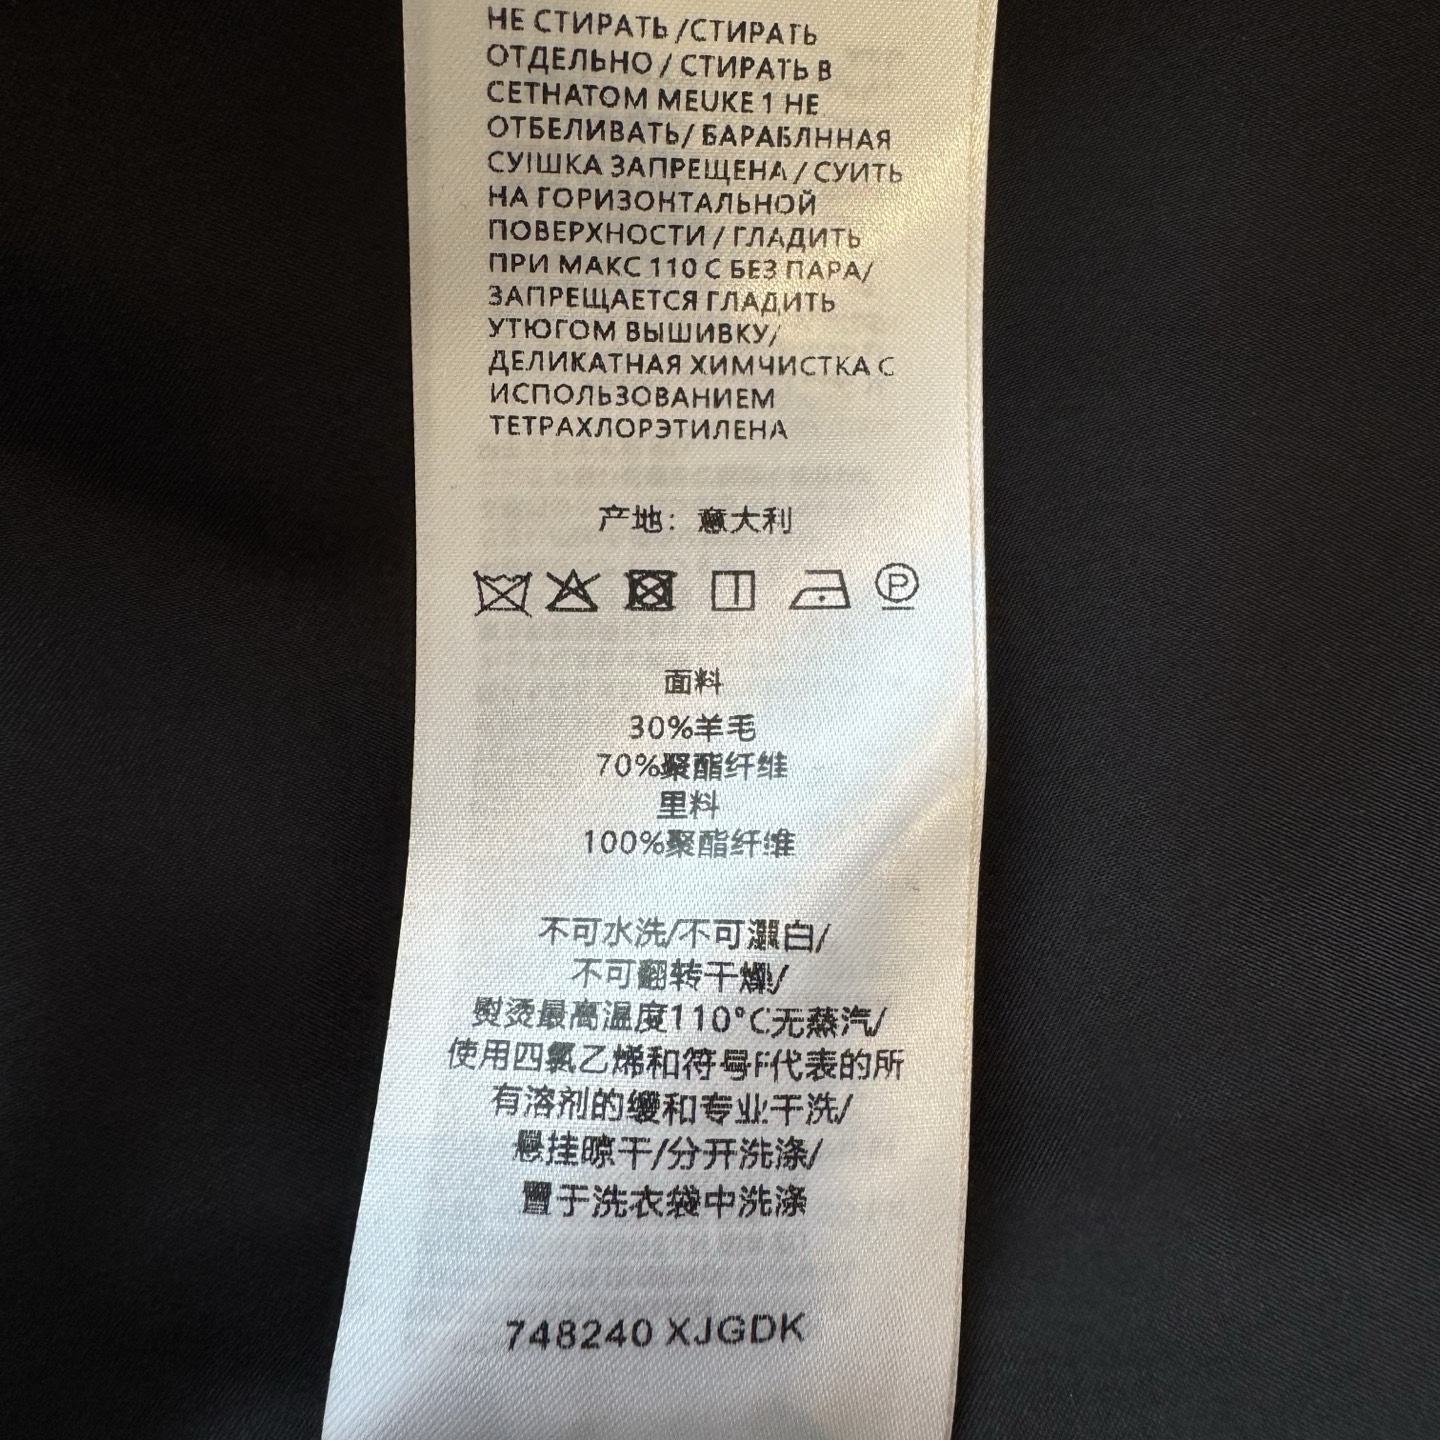 НЕ СТИРАТЬ /СТИРАТЬ
ОТДЕЛЬНО / СТИРАТЬ В
СЕТНАТОМ МЕUКЕ 1 НЕ
ОТБЕЛИВАТЬ/ БАРАБЛННАЯ
СУIШКА ЗАПРЕЩЕНА / СУИТЬ
НА ГОРИЗОНТАЛЬНОЙ
ПОВЕРХНОСТИ / ГЛАДИТЬ
ПРИ МАКС 110 С БЕЗ ПАРА/
ЗАПРЕЩАЕТСЯ ГЛАДИТЬ
УТЮГОМ ВЫШИВКУ/
ДЕЛИКАТНАЯ ХИМЧИСТКА С
ИСПОЛЬЗОВАНИЕМ
ТЕТРАХЛОРЭТИЛЕНА
产地：意大利
P
面料
30%羊毛
70%聚酯纤维
里料
100%聚酯纤维
不可水洗/不可漂白/
不可翻转干燥/
熨烫最高温度110°C无蒸汽/
使用四氯乙烯和符号F代表的所
有溶剂的缓和专业干洗/
悬挂晾干/分开洗涤/
置于洗衣袋中洗涤
748240 XJGDK